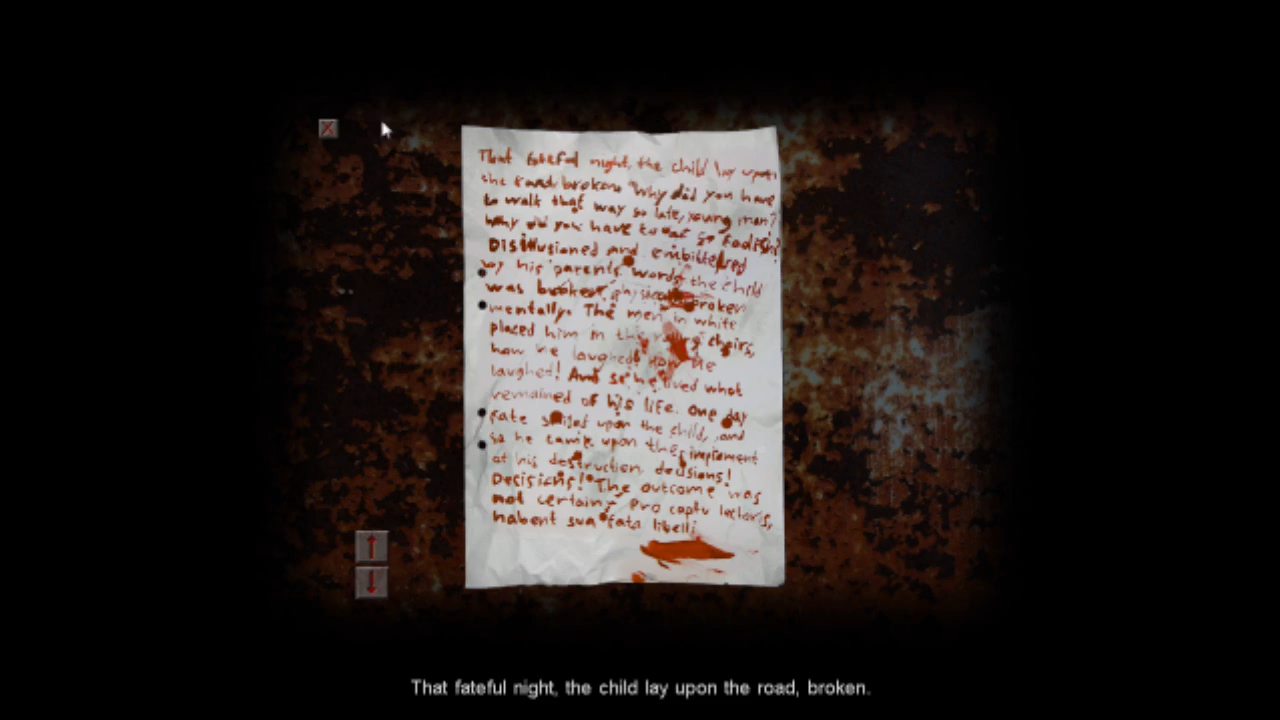 That fateful night, the child lay upon
the road, broken. "Why did you have
to walk that way so late, young man?
Why did you have to act so foolish?"
Disillusioned and embittered
by his parents words the child
was broken, physically broken
mentally. The men in white
placed him in the chairs,
how he laughed! How he
laughed! And so he lived what
remained of his life. One day
fate smiled upon the child, and
so he came upon the implement
of his destruction, decisions!
Decisions! The outcome was
not certain, pro captu lectoris,
habent sua fata libelli
That fateful night, the child lay upon the road, broken.